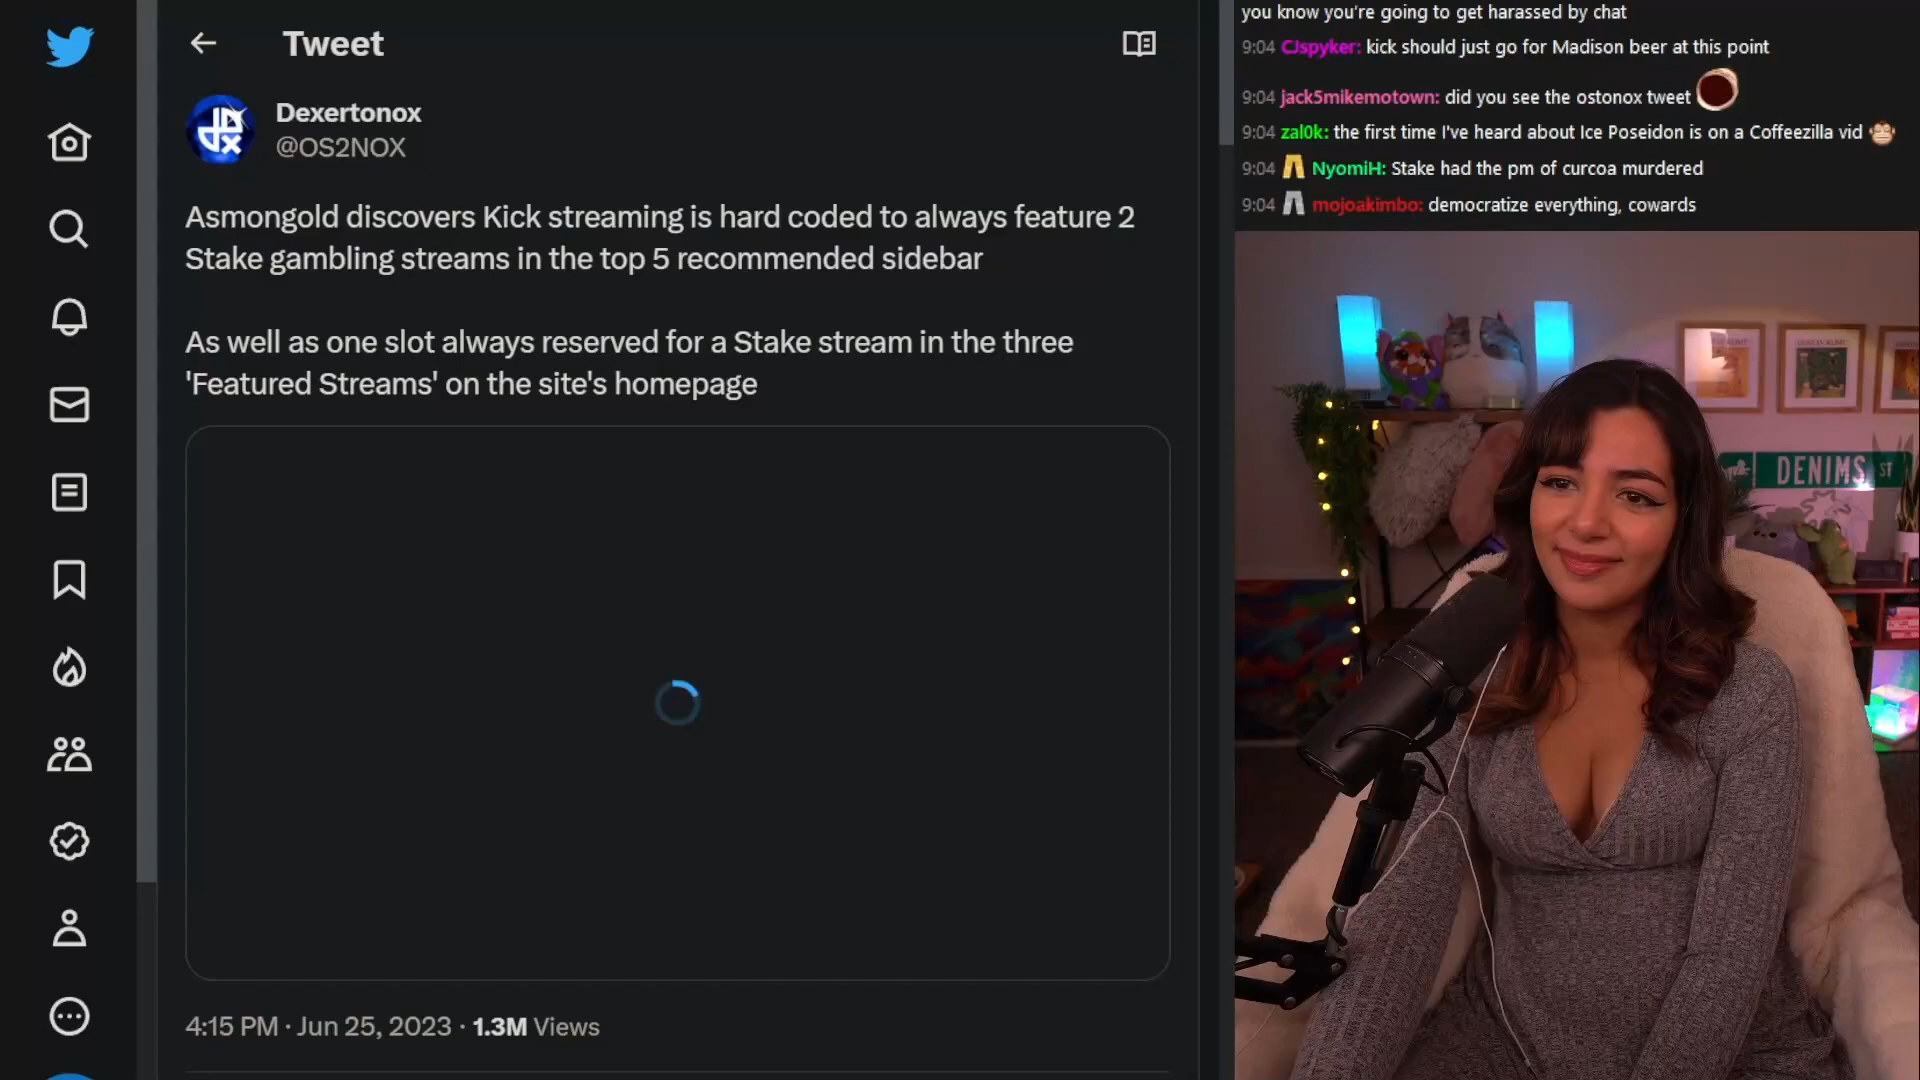 Tweet
Dexertonox
@OS2NOX
Asmongold discovers Kick streaming is hard coded to always feature 2
Stake gambling streams in the top 5 recommended sidebar
As well as one slot always reserved for a Stake stream in the three
'Featured Streams' on the site's homepage
4:15 PM · Jun 25, 2023 · 1.3M Views
you know you're going to get harassed by chat
9:04 CJspyker: kick should just go for Madison beer at this point
9:04 jack5mikemotown: did you see the ostonox tweet
9:04 zal0k: the first time I've heard about Ice Poseidon is on a Coffeezilla vid
9:04 NyomiH: Stake had the pm of curcoa murdered
9:04 mojoakimbo: democratize everything, cowards
DENIMS ST